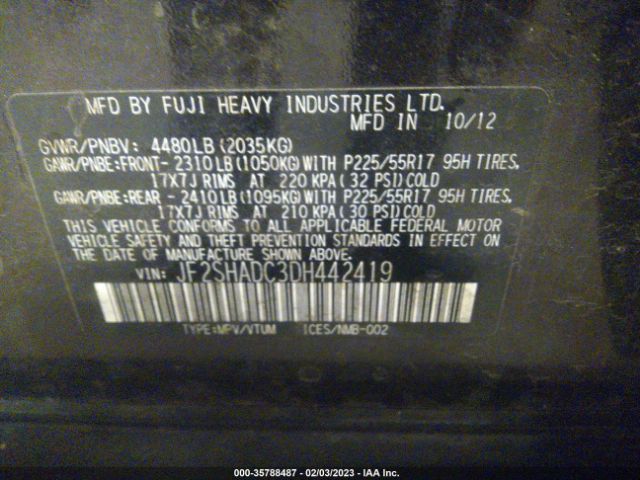 MFD BY FUJI HEAVY INDUSTRIES LTD.
MFD IN 10/12
GVWR/PNBV: 4480LB (2035KG)
GAWR/PNBE:FRONT- 2310LB (1050KG) WITH P225/55R17 95H TIRES,
17X7J RIMS AT 220 KPA (32 PSI) COLD
GAWR/PNBE:REAR - 2410LB (1095KG) WITH P225/55R17 95H TIRES,
17X7J RIMS AT 210 KPA (30 PSI) COLD
THIS VEHICLE CONFORMS TO ALL APPLICABLE FEDERAL MOTOR
VEHICLE SAFETY AND THEFT PREVENTION STANDARDS IN EFFECT ON
THE DATE OF MANUFACTURE SHOWN ABOVE.
VIN: JF2SHADC3DH442419
TYPE:MPV/VTUM ICES/NMB-002
000-35788487 - 02/03/2023 - IAA Inc.